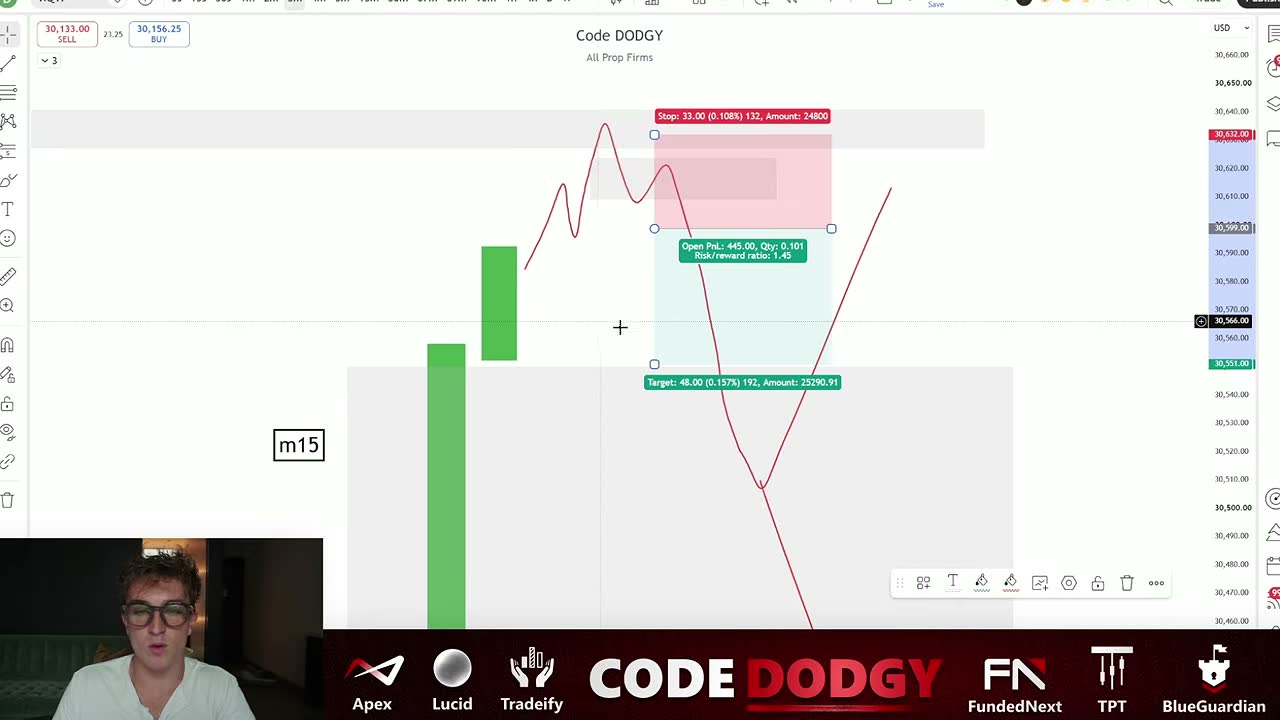 30,133.00
SELL
23.25
30,156.25
BUY
3
Code DODGY
All Prop Firms
Save
USD
30,660.00
30,650.00
30,640.00
30,632.00
30,620.00
30,610.00
30,599.00
30,590.00
30,580.00
30,570.00
30,566.00
30,560.00
30,551.00
30,540.00
30,530.00
30,520.00
30,510.00
30,500.00
30,490.00
30,480.00
30,470.00
30,460.00
Stop: 33.00 (0.108%) 132, Amount: 24800
Open PnL: 445.00, Qty: 0.101
Risk/reward ratio: 1.45
Target: 48.00 (0.157%) 192, Amount: 25290.91
m15
T
CODE DODGY
Apex
Lucid
Tradeify
FN
FundedNext
TPT
BlueGuardian